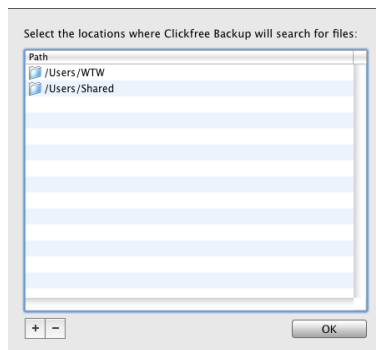 Select the locations where Clickfree Backup will search for files:
Path
/Users/WTW
/Users/Shared
+ −
OK